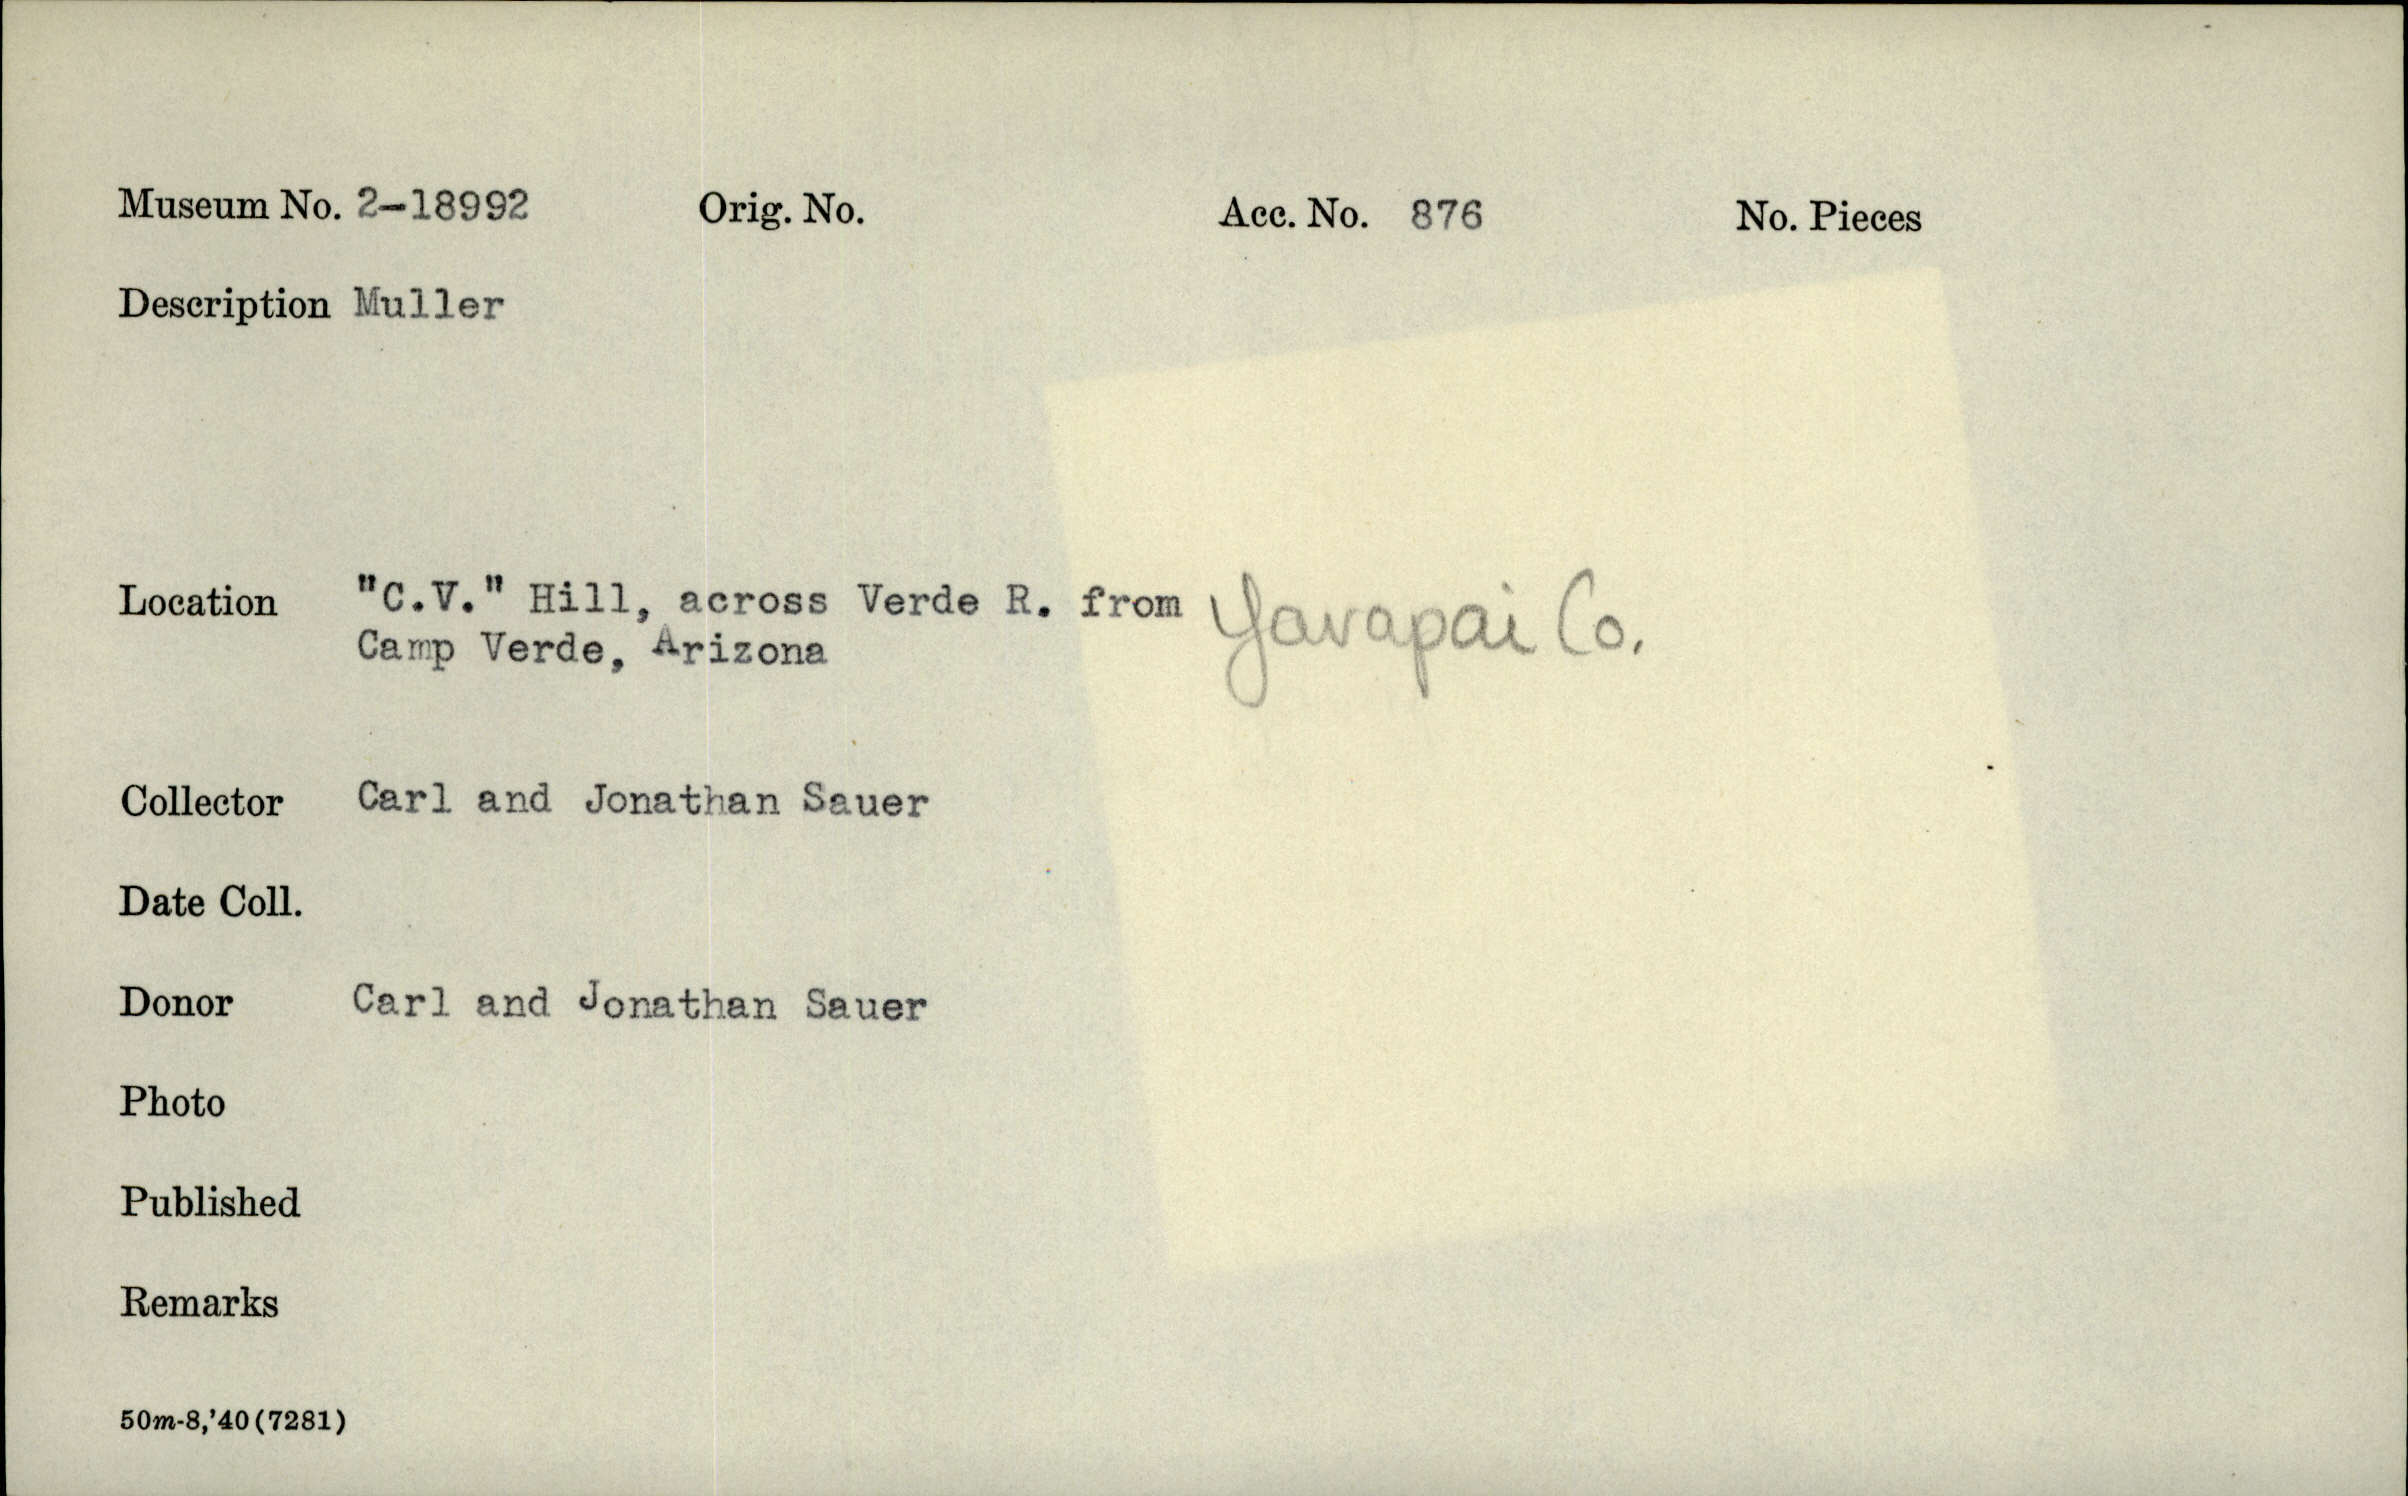 Museum No. 2-18992 Orig. No. Acc. No. 876 No. Pieces
Description Muller
Location "C.V." Hill, across Verde R. from Yavapai Co.
Camp Verde, Arizona
Collector Carl and Jonathan Sauer
Date Coll.
Donor Carl and Jonathan Sauer
Photo
Published
Remarks
50m-8,'40(7281)